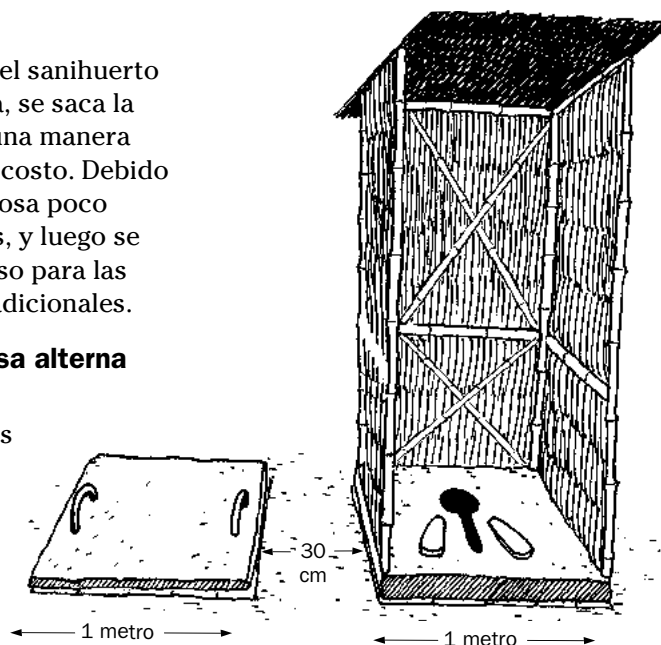 el sanihuerto
, se saca la
una manera
costo. Debido
osa poco
s, y luego se
so para las
adicionales.
sa alterna
s
30
cm
1 metro
1 metro